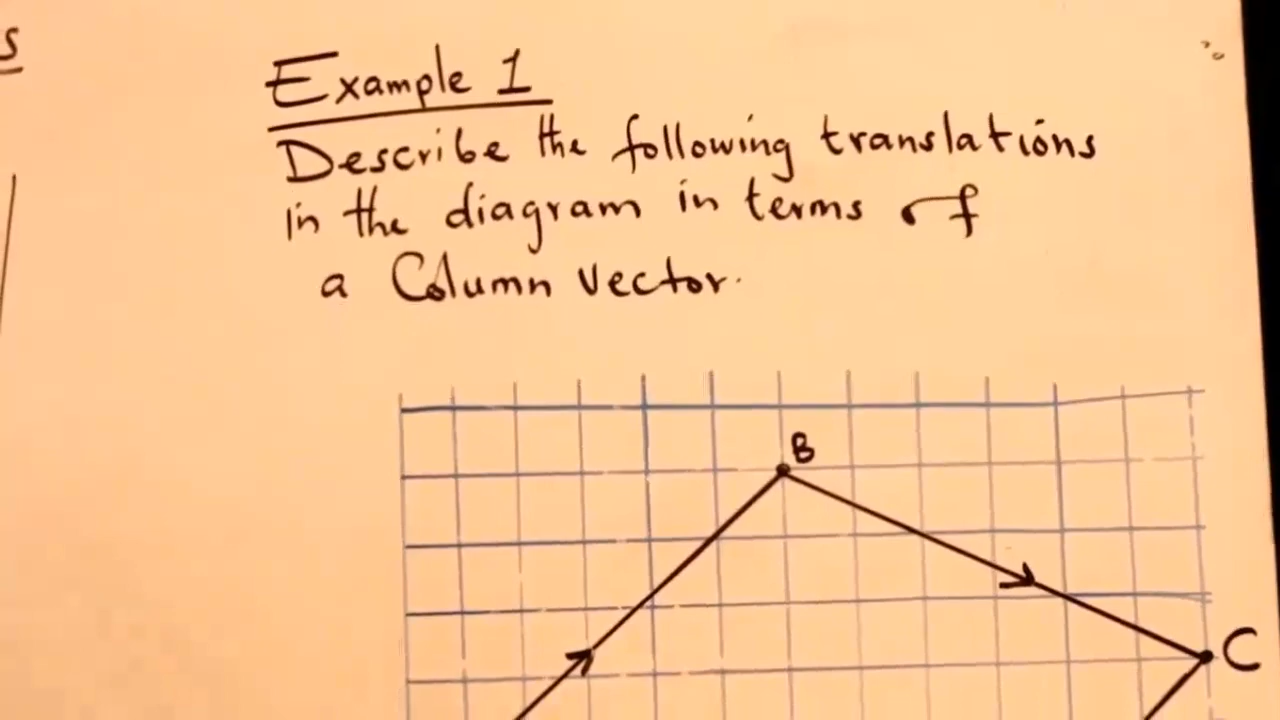 s
Example 1
Describe the following translations
in the diagram in terms of
a Column vector.
B
C